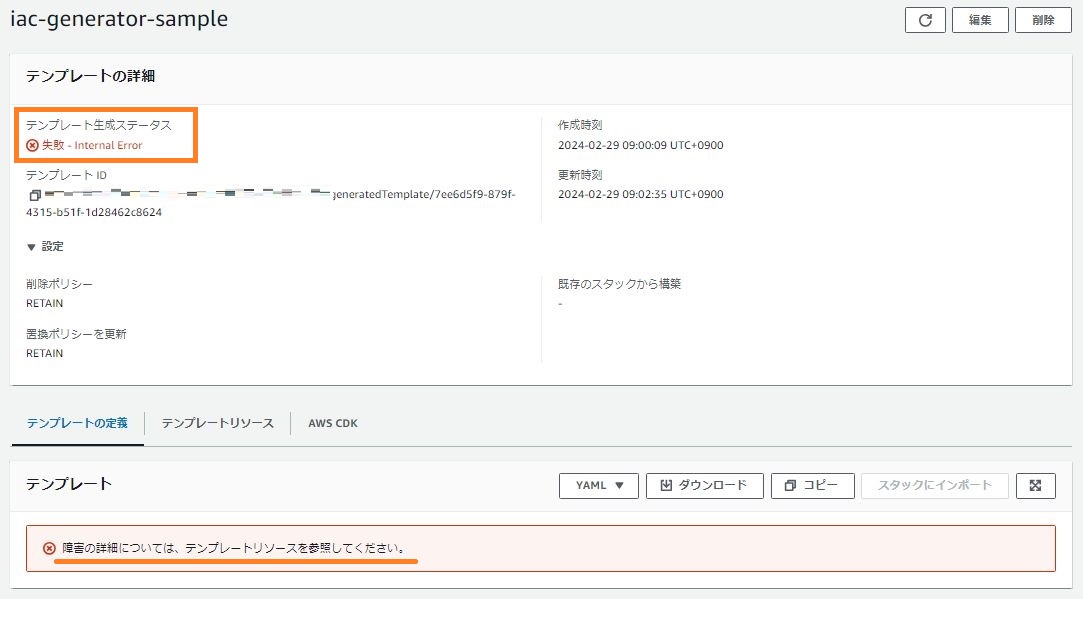 iac-generator-sample
編集
削除
テンプレートの詳細
テンプレート生成ステータス
失敗 - Internal Error
テンプレート ID
generatedTemplate/7ee6d5f9-879f-
4315-b51f-1d28462c8624
作成時刻
2024-02-29 09:00:09 UTC+0900
更新時刻
2024-02-29 09:02:35 UTC+0900
▼ 設定
削除ポリシー
RETAIN
置換ポリシーを更新
RETAIN
既存のスタックから構築
-
テンプレートの定義
テンプレートリソース
AWS CDK
テンプレート
YAML ▼
ダウンロード
コピー
スタックにインポート
障害の詳細については、テンプレートリソースを参照してください。